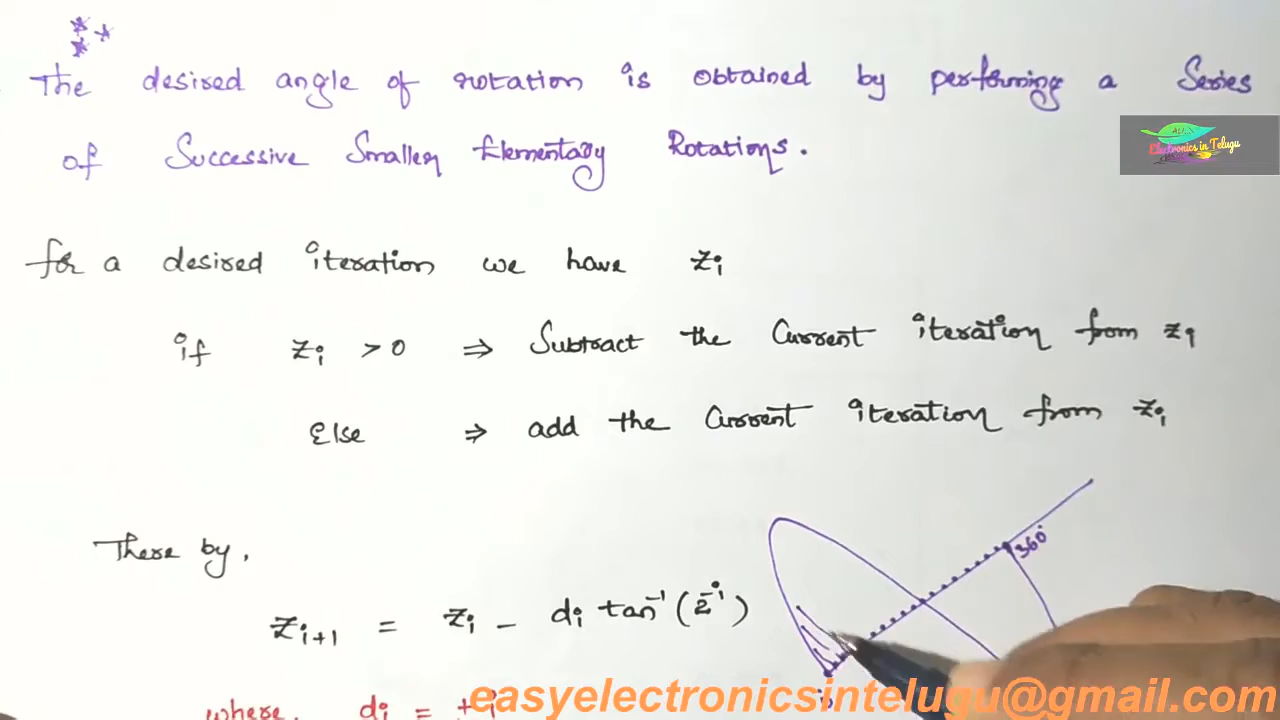 The desired angle of rotation is obtained by performing a Series
of Successive Smaller Elementary Rotations.
Electronics in Telugu
for a desired iteration we have Zi
if Zi > 0 ⇒ Subtract the Current iteration from Zi
Else ⇒ add the Current iteration from Zi
360°
There by,
Zi+1 = Zi - di tan⁻¹(2⁻ⁱ)
where, di = +1
easyelectronicsintelugu@gmail.com